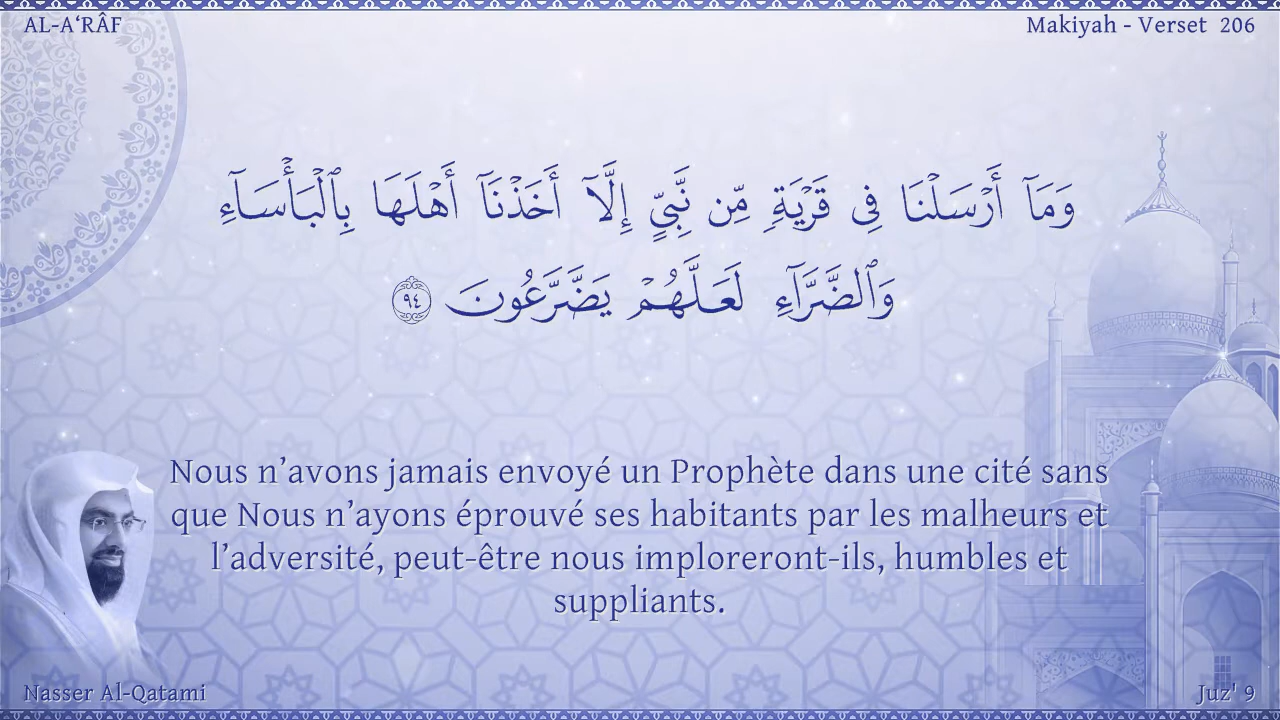 AL-A‘RÂF
Makiyah - Verset 206
وَمَآ أَرْسَلْنَا فِى قَرْيَةٍ مِّن نَّبِىٍّ إِلَّآ أَخَذْنَآ أَهْلَهَا بِٱلْبَأْسَآءِ
وَٱلضَّرَّآءِ لَعَلَّهُمْ يَضَّرَّعُونَ ٩٤
Nous n’avons jamais envoyé un Prophète dans une cité sans
que Nous n’ayons éprouvé ses habitants par les malheurs et
l’adversité, peut-être nous imploreront-ils, humbles et
suppliants.
Nasser Al-Qatami
Juz' 9